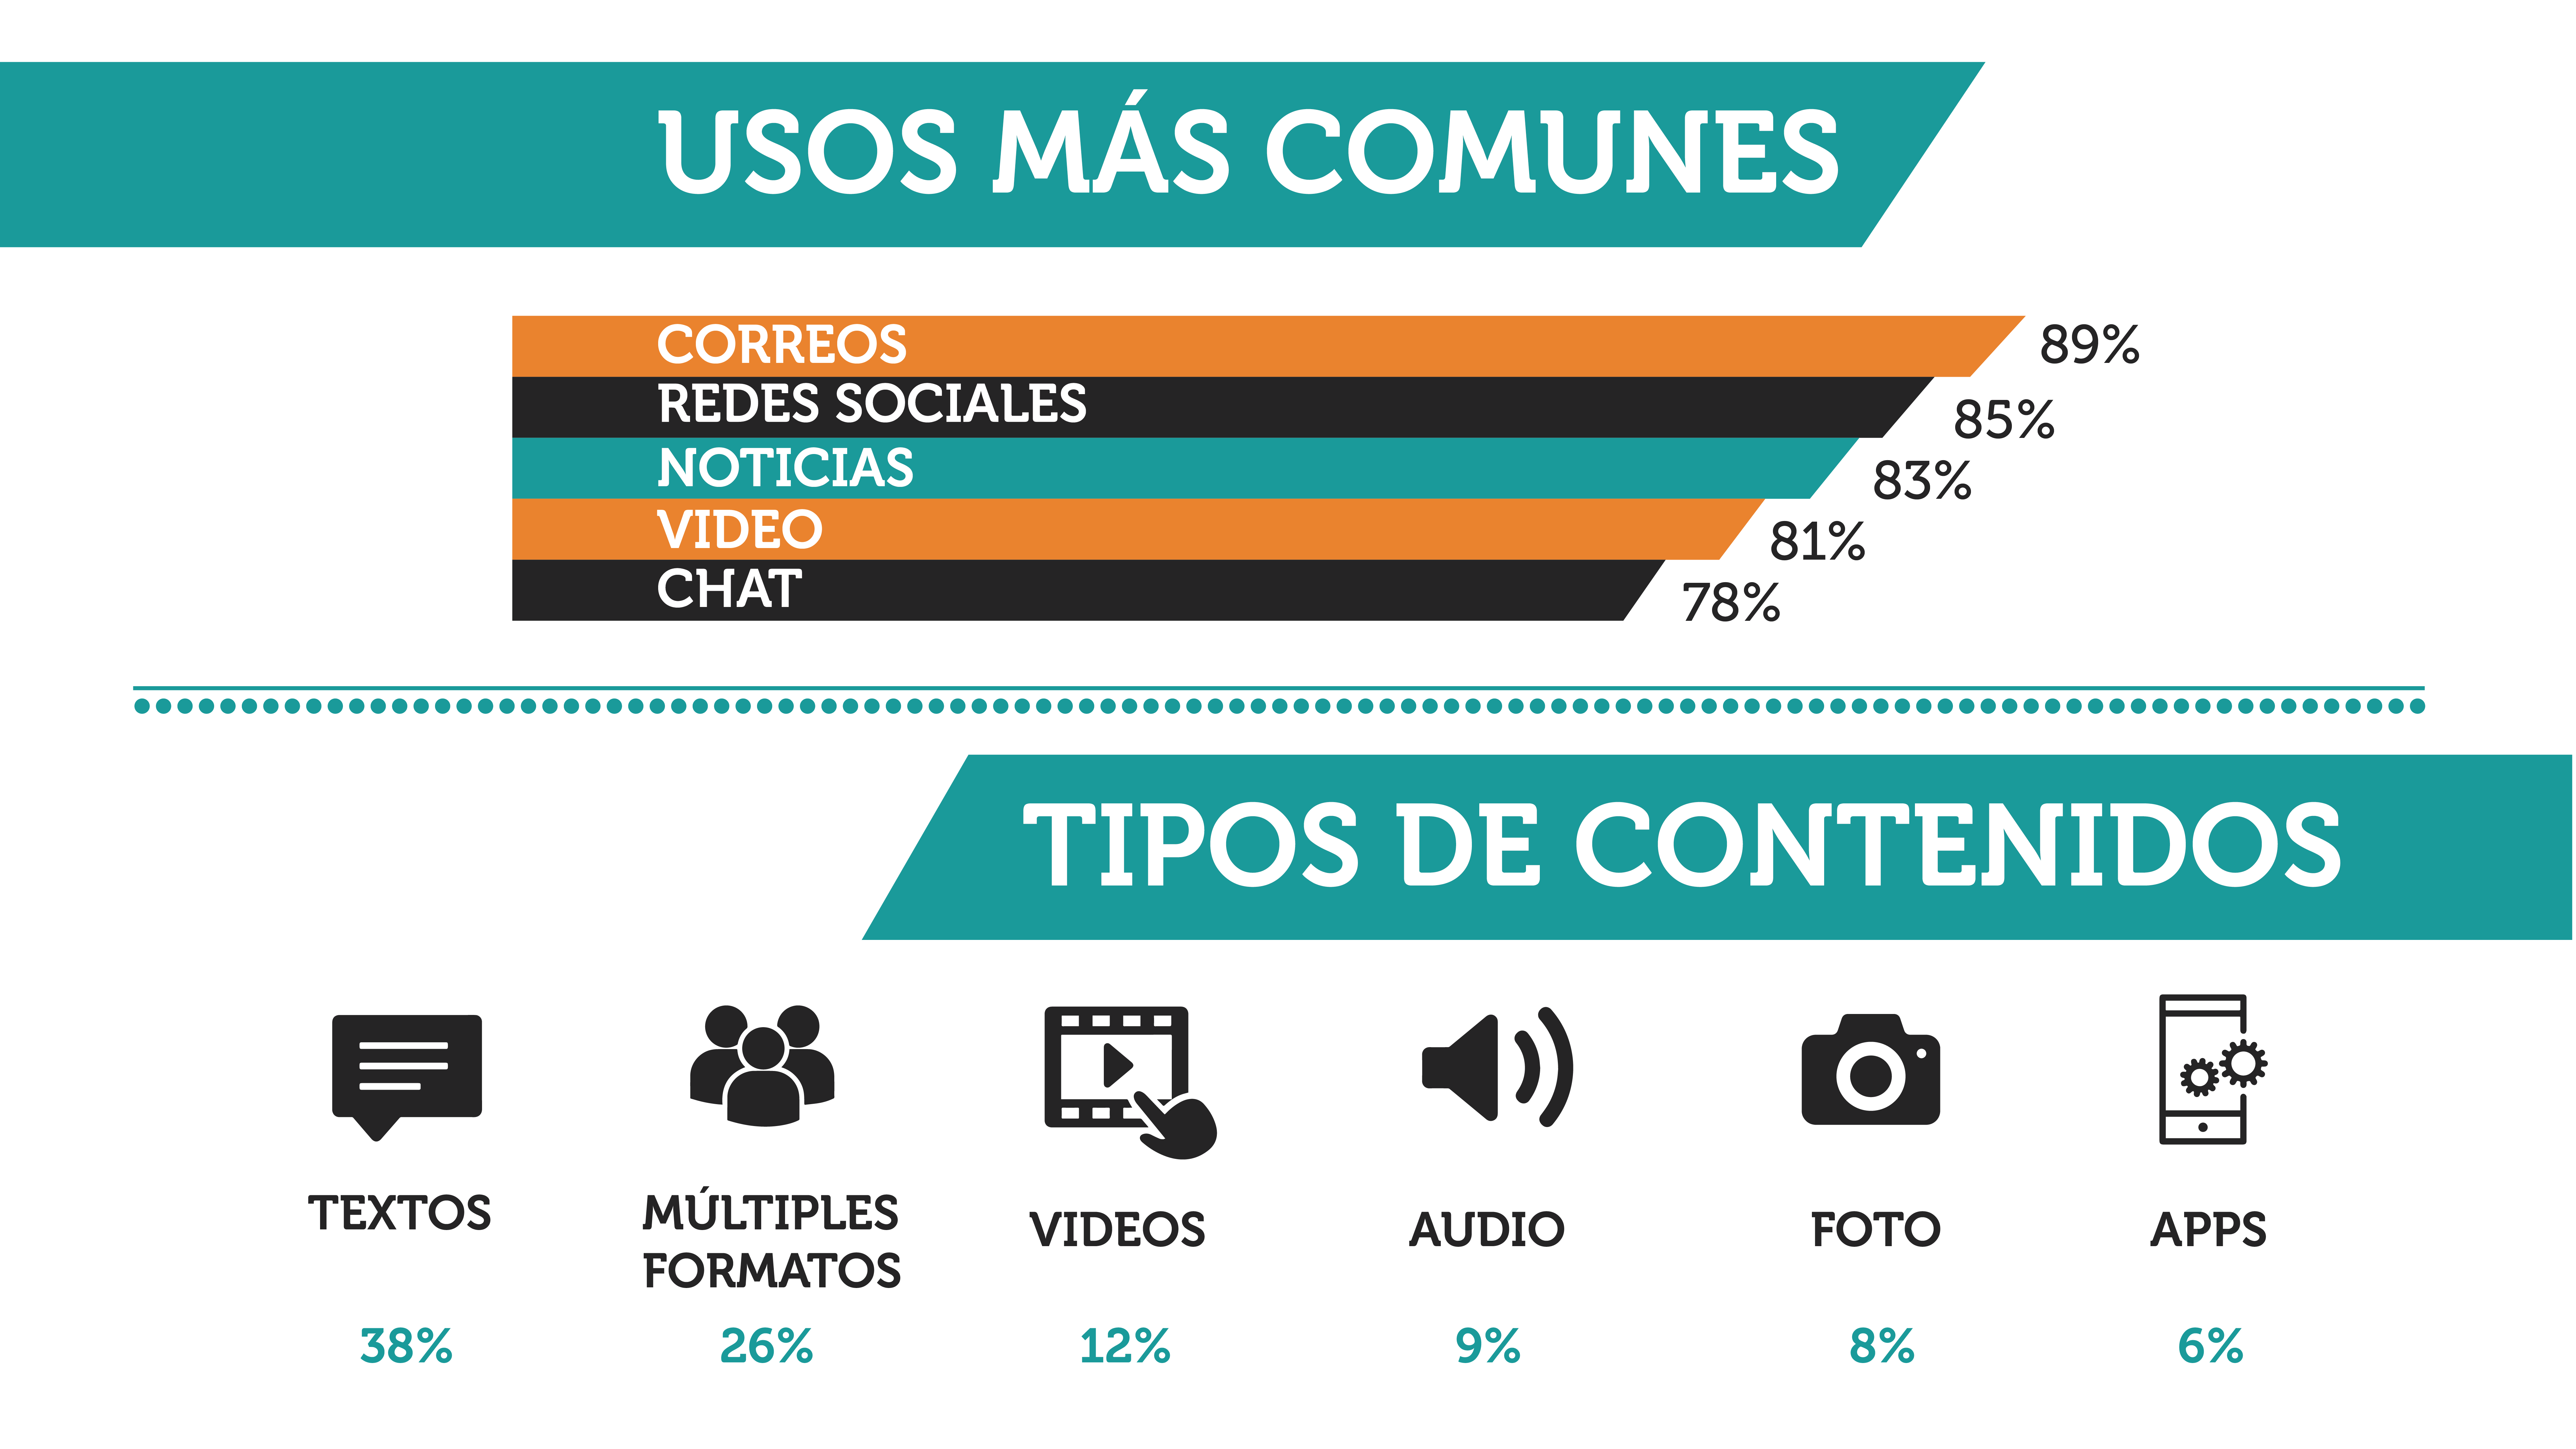 USOS MÁS COMUNES
CORREOS 89%
REDES SOCIALES 85%
NOTICIAS 83%
VIDEO 81%
CHAT 78%
TIPOS DE CONTENIDOS
TEXTOS
38%
MÚLTIPLES
FORMATOS
26%
VIDEOS
12%
AUDIO
9%
FOTO
8%
APPS
6%